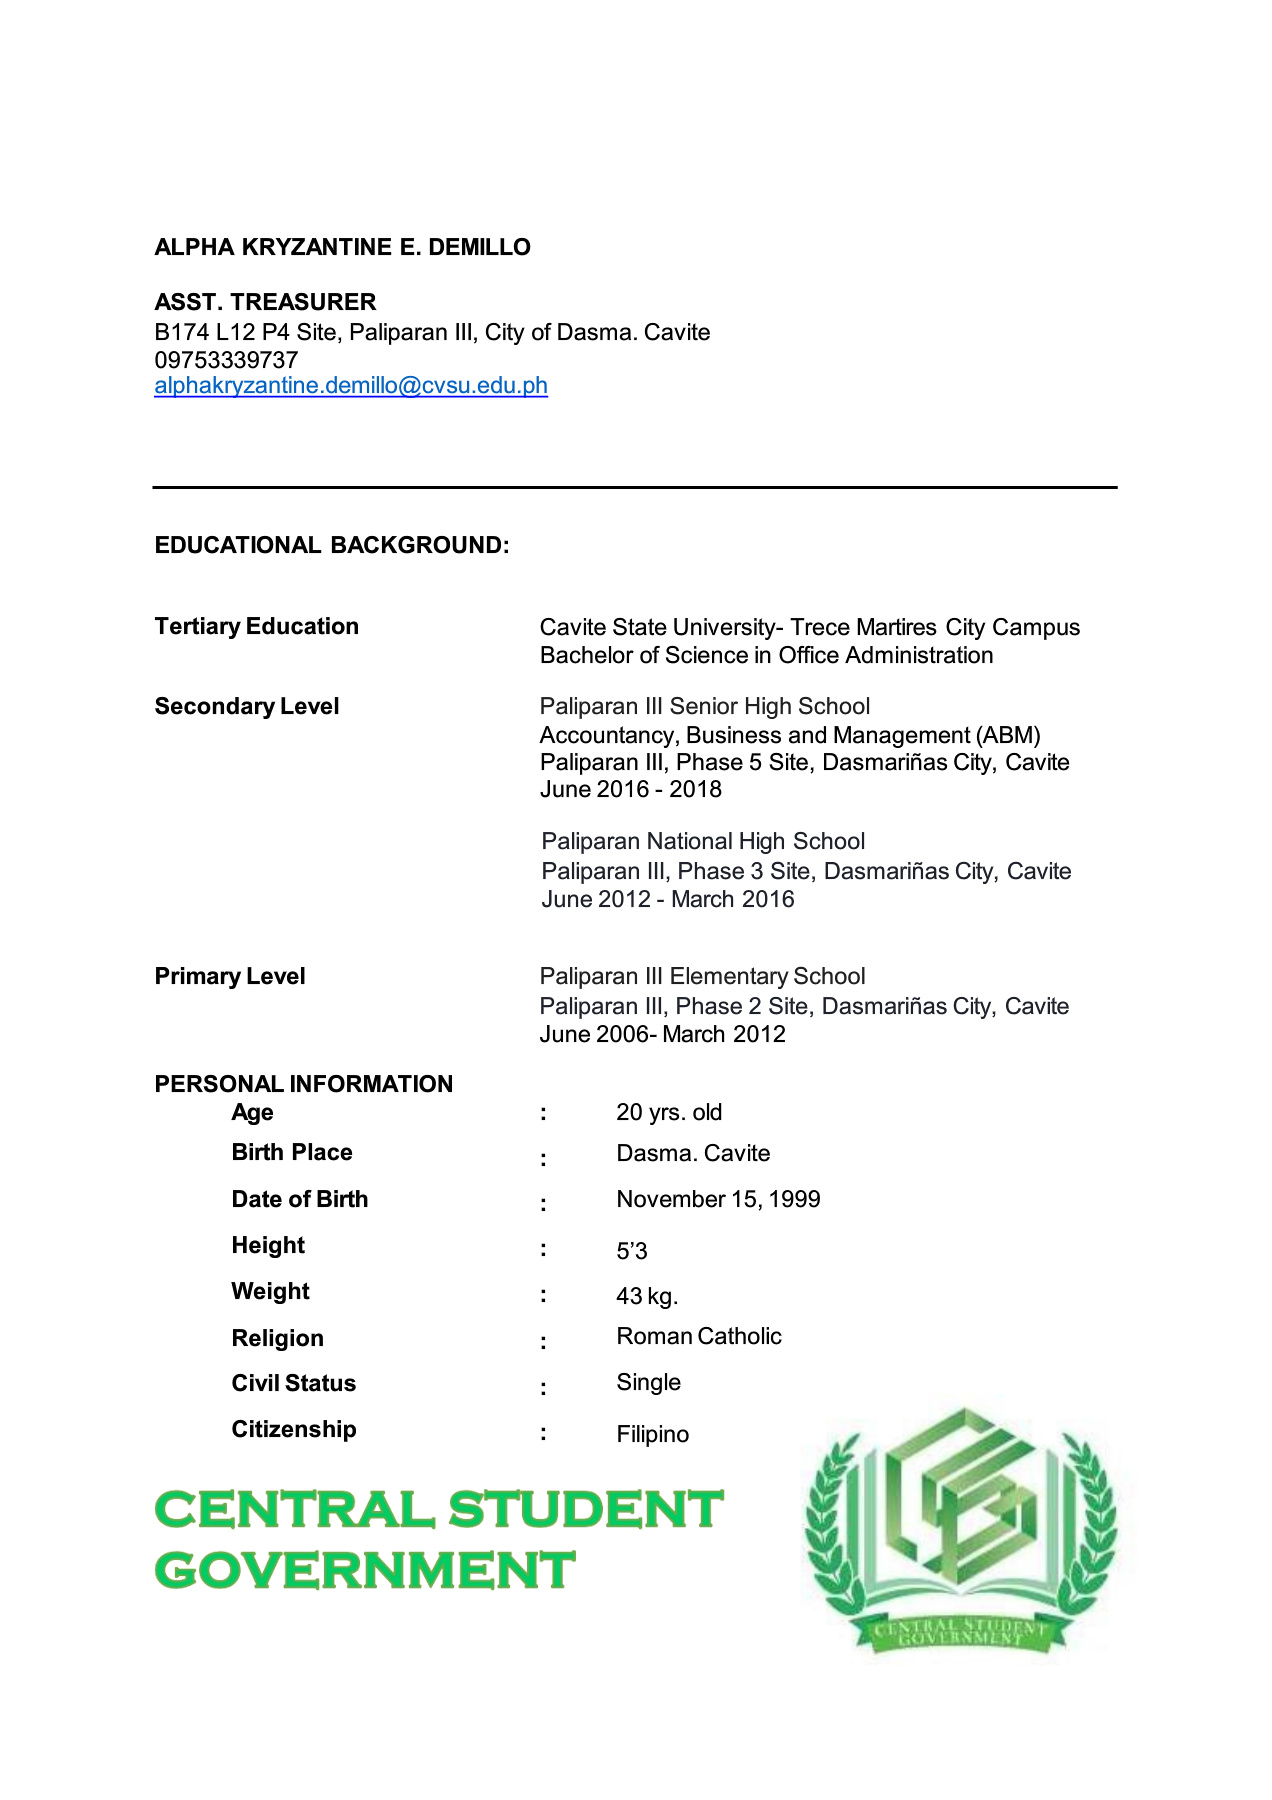 ALPHA KRYZANTINE E. DEMILLO
ASST. TREASURER
B174 L12 P4 Site, Paliparan III, City of Dasma. Cavite
09753339737
alphakryzantine.demillo@cvsu.edu.ph
EDUCATIONAL BACKGROUND:
Tertiary Education Cavite State University- Trece Martires City Campus
Bachelor of Science in Office Administration
Secondary Level Paliparan III Senior High School
Accountancy, Business and Management (ABM)
Paliparan III, Phase 5 Site, Dasmariñas City, Cavite
June 2016 - 2018
Paliparan National High School
Paliparan III, Phase 3 Site, Dasmariñas City, Cavite
June 2012 - March 2016
Primary Level Paliparan III Elementary School
Paliparan III, Phase 2 Site, Dasmariñas City, Cavite
June 2006- March 2012
PERSONAL INFORMATION
Age : 20 yrs. old
Birth Place : Dasma. Cavite
Date of Birth : November 15, 1999
Height : 5’3
Weight : 43 kg.
Religion : Roman Catholic
Civil Status : Single
Citizenship : Filipino
CENTRAL STUDENT
GOVERNMENT
CENTRAL STUDENT
GOVERNMENT